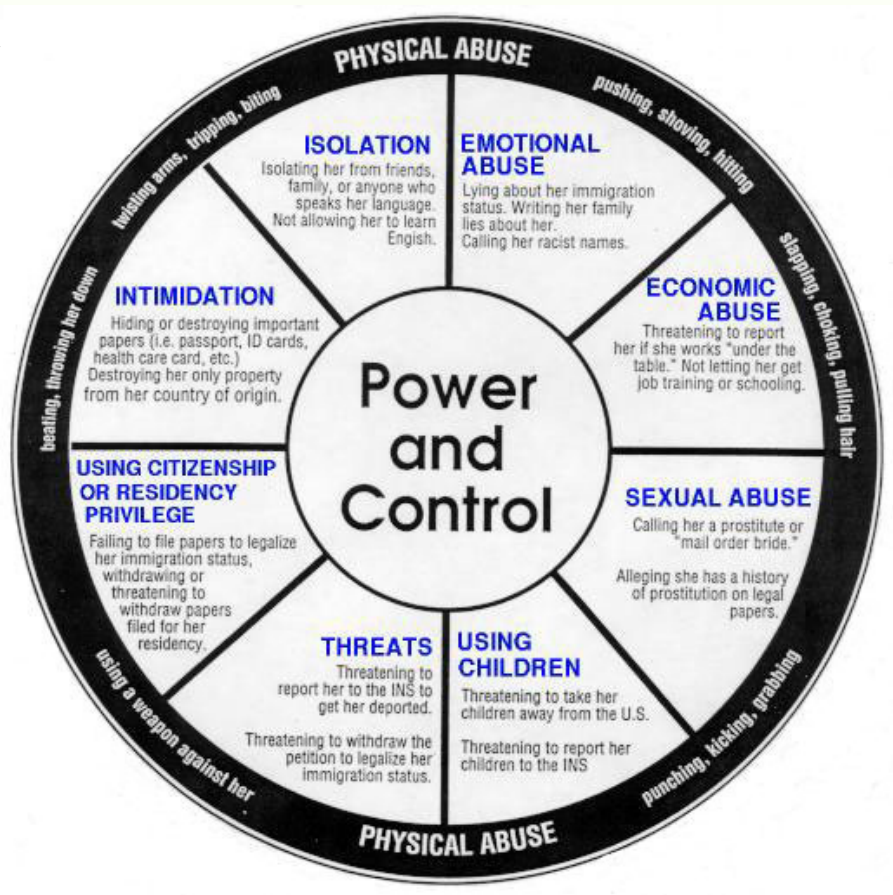 PHYSICAL ABUSE
pushing, shoving, hitting
slapping, choking, pulling hair
punching, kicking, grabbing
PHYSICAL ABUSE
using a weapon against her
beating, throwing her down
twisting arms, tripping, biting
Power
and
Control
ISOLATION
Isolating her from friends,
family, or anyone who
speaks her language.
Not allowing her to learn
Engish.
EMOTIONAL
ABUSE
Lying about her immigration
status. Writing her family
lies about her.
Calling her racist names.
ECONOMIC
ABUSE
Threatening to report
her if she works "under the
table." Not letting her get
job training or schooling.
SEXUAL ABUSE
Calling her a prostitute or
"mail order bride."
Alleging she has a history
of prostitution on legal
papers.
USING
CHILDREN
Threatening to take her
children away from the U.S.
Threatening to report her
children to the INS
THREATS
Threatening to
report her to the INS to
get her deported.
Threatening to withdraw the
petition to legalize her
immigration status.
USING CITIZENSHIP
OR RESIDENCY
PRIVILEGE
Failing to file papers to legalize
her immigration status,
withdrawing or
threatening to
withdraw papers
filed for her
residency.
INTIMIDATION
Hiding or destroying important
papers (i.e. passport, ID cards,
health care card, etc.)
Destroying her only property
from her country of origin.